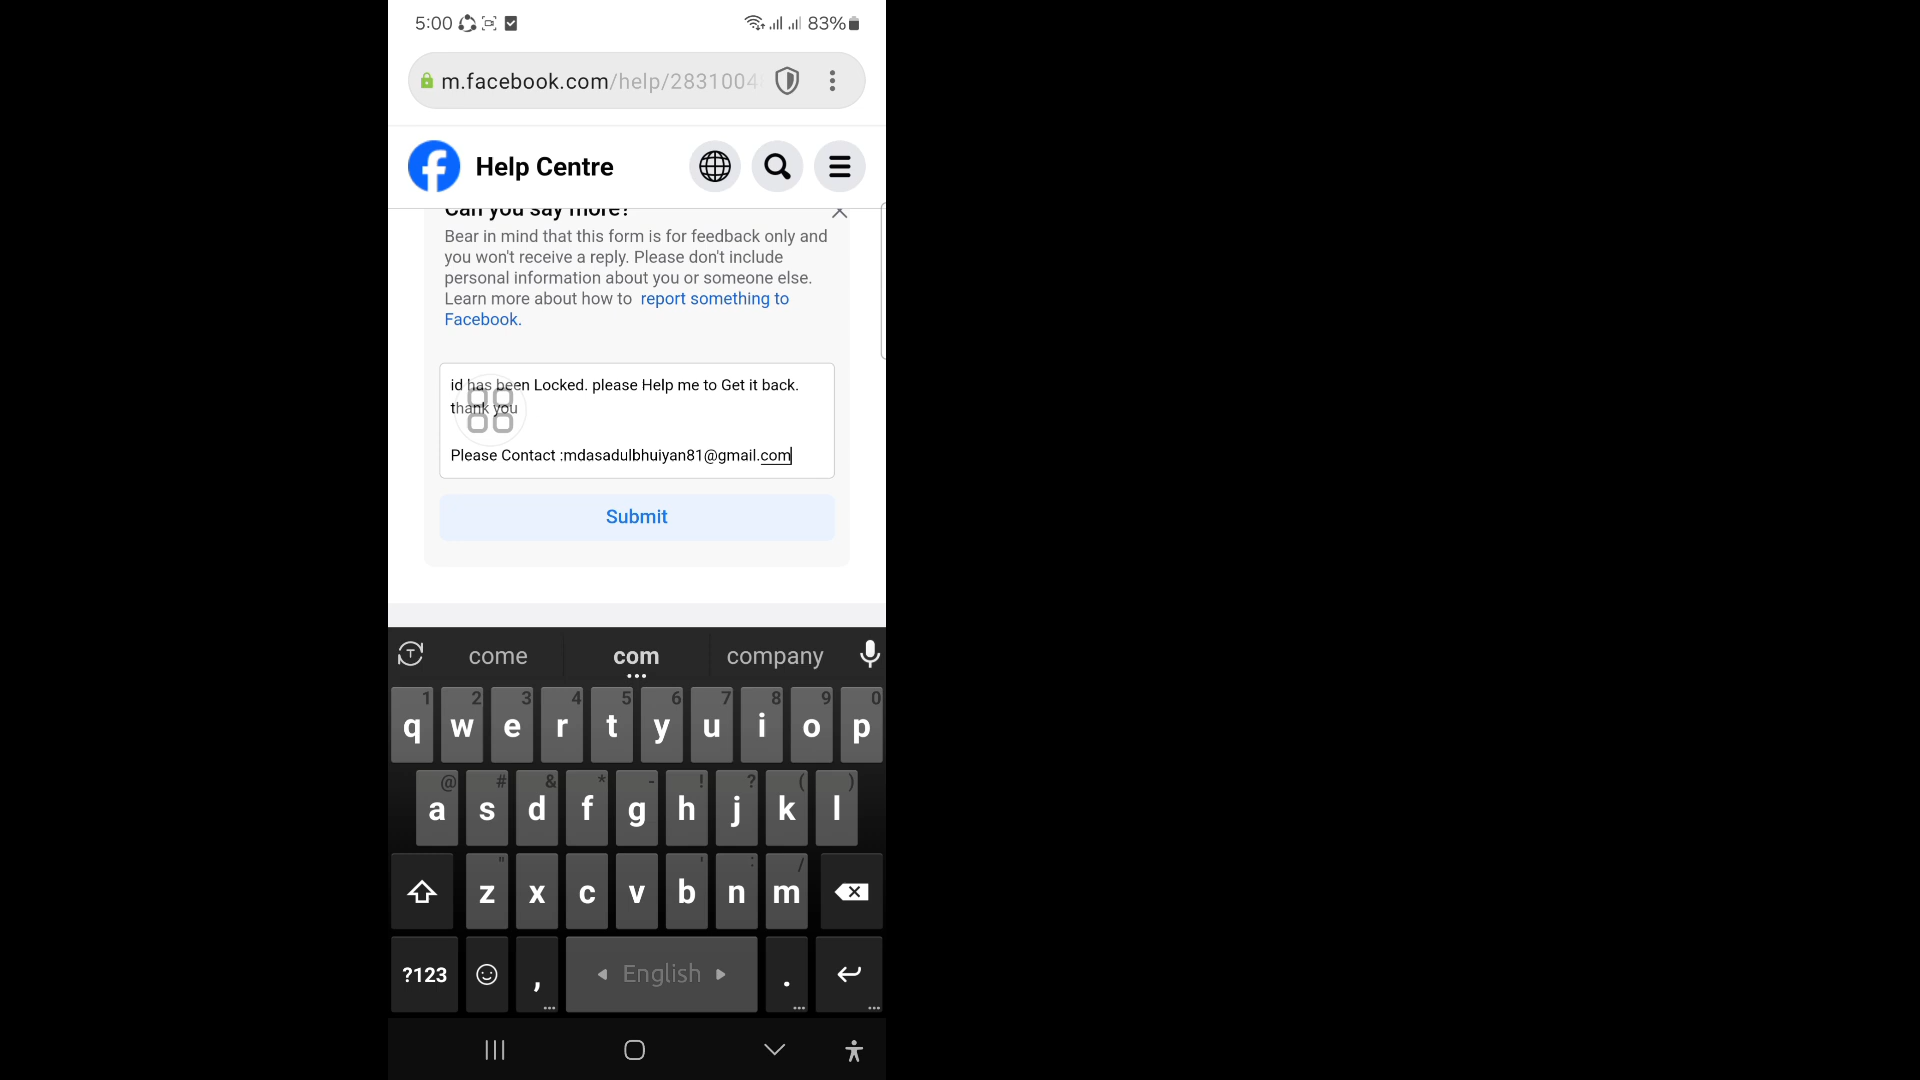 5:00 83%
m.facebook.com/help/2831004
Help Centre
Can you say more?
Bear in mind that this form is for feedback only and
you won't receive a reply. Please don't include
personal information about you or someone else.
Learn more about how to report something to
Facebook.
id has been Locked. please Help me to Get it back.
thank you
Please Contact :mdasadulbhuiyan81@gmail.com
Submit
come com company
1 2 3 4 5 6 7 8 9 0
q w e r t y u i o p
@ # & * - ! ? ( )
a s d f g h j k l
" ' : /
z x c v b n m
?123 , English .